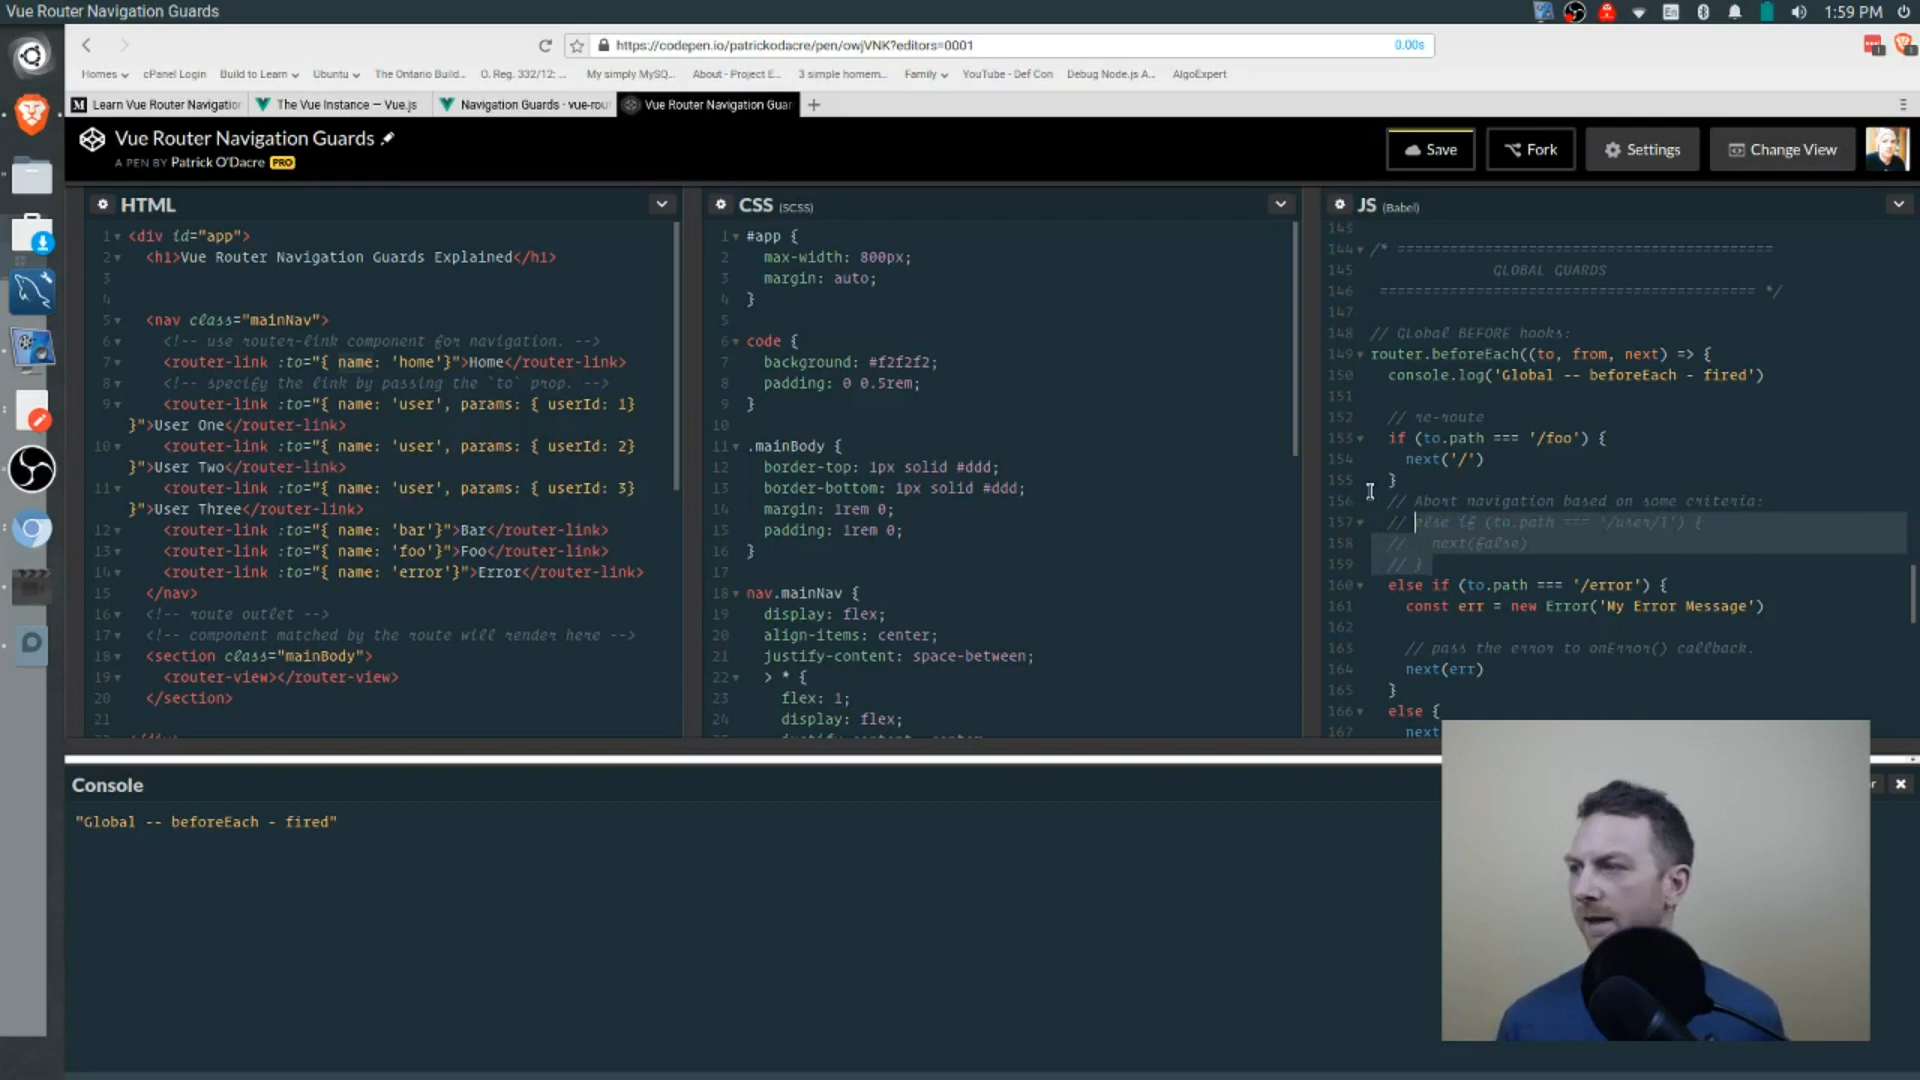 Vue Router Navigation Guards
En
1:59 PM
https://codepen.io/patrickodacre/pen/owjVNK?editors=0001
0.00s
Homes
cPanel Login
Build to Learn
Ubuntu
The Ontario Build...
O. Reg. 332/12: ...
My simply MySQ...
About - Project E...
3 simple homem...
Family
YouTube - Def Con
Debug Node.js A...
AlgoExpert
Learn Vue Router Navigation
The Vue Instance — Vue.js
Navigation Guards · vue-rou
Vue Router Navigation Guar
Vue Router Navigation Guards
A PEN BY Patrick O'Dacre PRO
Save
Fork
Settings
Change View
HTML
1 <div id="app">
2 <h1>Vue Router Navigation Guards Explained</h1>
3
4
5 <nav class="mainNav">
6 <!-- use router-link component for navigation. -->
7 <router-link :to="{ name: 'home'}">Home</router-link>
8 <!-- specify the link by passing the `to` prop. -->
9 <router-link :to="{ name: 'user', params: { userId: 1}
}">User One</router-link>
10 <router-link :to="{ name: 'user', params: { userId: 2}
}">User Two</router-link>
11 <router-link :to="{ name: 'user', params: { userId: 3}
}">User Three</router-link>
12 <router-link :to="{ name: 'bar'}">Bar</router-link>
13 <router-link :to="{ name: 'foo'}">Foo</router-link>
14 <router-link :to="{ name: 'error'}">Error</router-link>
15 </nav>
16 <!-- route outlet -->
17 <!-- component matched by the route will render here -->
18 <section class="mainBody">
19 <router-view></router-view>
20 </section>
21
CSS (SCSS)
1 #app {
2 max-width: 800px;
3 margin: auto;
4 }
5
6 code {
7 background: #f2f2f2;
8 padding: 0 0.5rem;
9 }
10
11 .mainBody {
12 border-top: 1px solid #ddd;
13 border-bottom: 1px solid #ddd;
14 margin: 1rem 0;
15 padding: 1rem 0;
16 }
17
18 nav.mainNav {
19 display: flex;
20 align-items: center;
21 justify-content: space-between;
22 > * {
23 flex: 1;
24 display: flex;
JS (Babel)
143
144 /* ===========================================
145 GLOBAL GUARDS
146 =========================================== */
147
148 // Global BEFORE hooks:
149 router.beforeEach((to, from, next) => {
150 console.log('Global -- beforeEach - fired')
151
152 // re-route
153 if (to.path === '/foo') {
154 next('/')
155 }
156 // Abort navigation based on some criteria:
157 // else if (to.path === '/user/1') {
158 // next(false)
159 // }
160 else if (to.path === '/error') {
161 const err = new Error('My Error Message')
162
163 // pass the error to onError() callback.
164 next(err)
165 }
166 else {
167 next
Console
"Global -- beforeEach - fired"